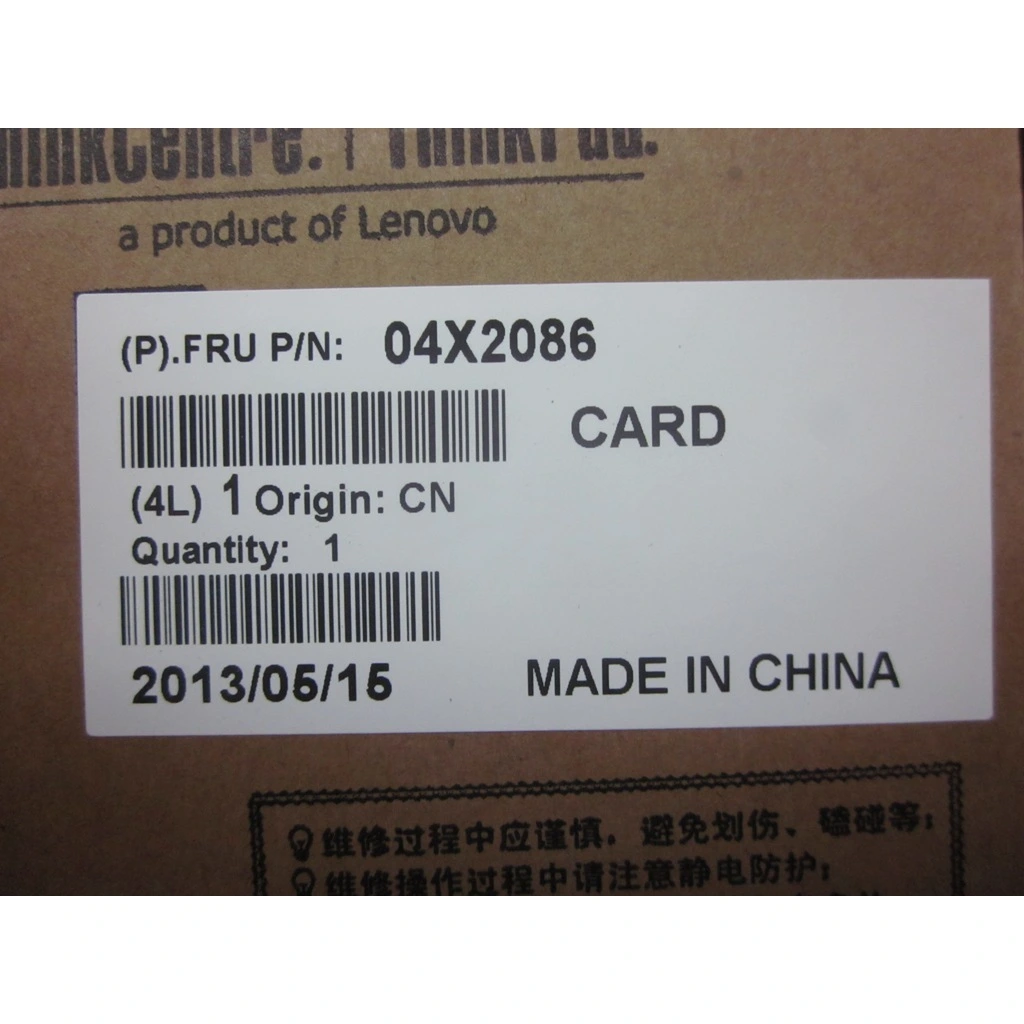 ThinkCentre. | ThinkPad.
a product of Lenovo
(P).FRU P/N: 04X2086
CARD
(4L) 1 Origin: CN
Quantity: 1
2013/05/15
MADE IN CHINA
维修过程中应谨慎，避免划伤、磕碰等；
维修操作过程中请注意静电防护；